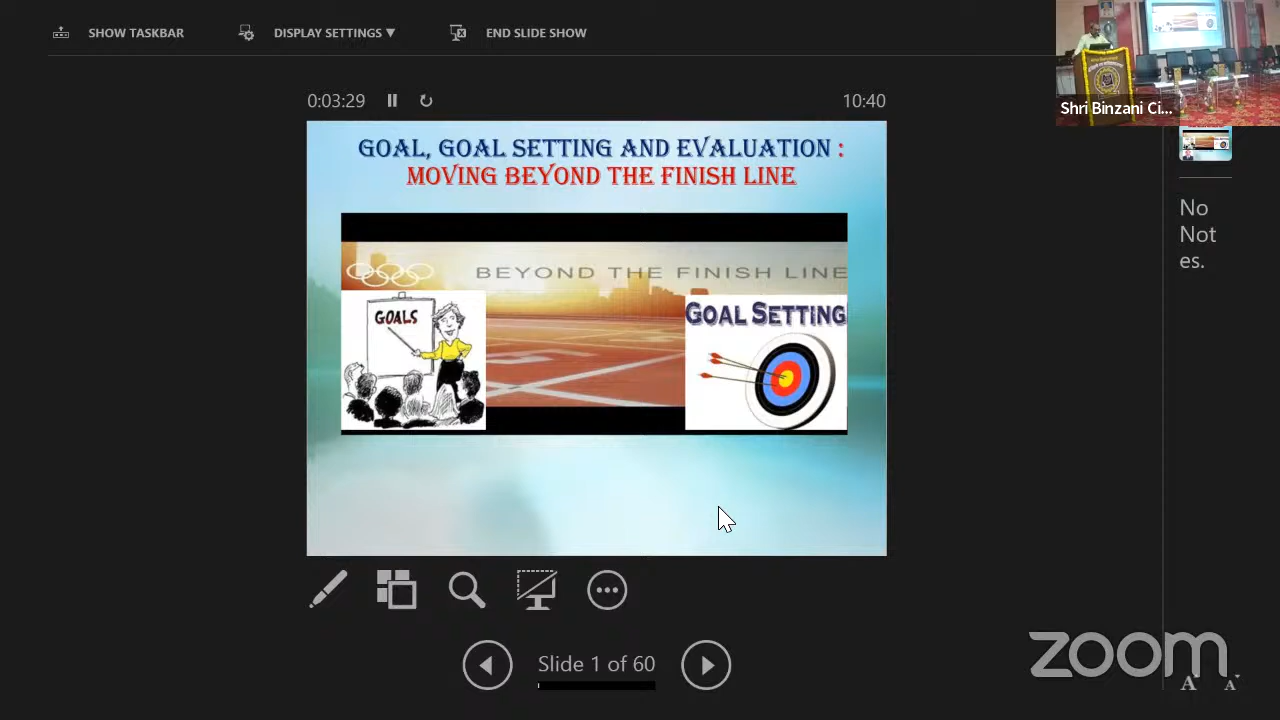 SHOW TASKBAR
DISPLAY SETTINGS ▼
END SLIDE SHOW
Shri Binzani Ci...
0:03:29
10:40
GOAL, GOAL SETTING AND EVALUATION :
MOVING BEYOND THE FINISH LINE
BEYOND THE FINISH LINE
GOALS
GOAL SETTING
No
Not
es.
Slide 1 of 60
zoom
A
A